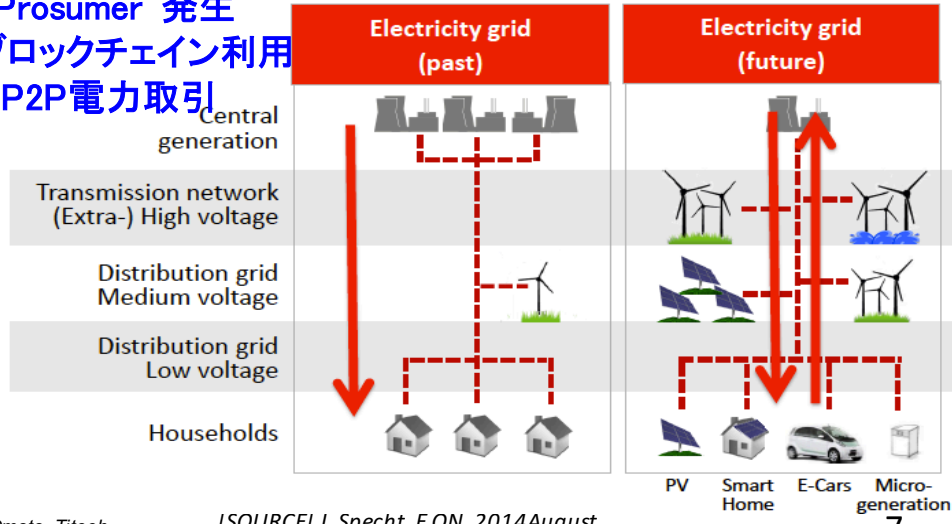 Prosumer 発生
ブロックチェイン利用
P2P電力取引
Electricity grid
(past)
Electricity grid
(future)
Central
generation
Transmission network
(Extra-) High voltage
Distribution grid
Medium voltage
Distribution grid
Low voltage
Households
PV
Smart
Home
E-Cars
Micro-
generation
Titech
[SOURCE] J. Specht, E.ON, 2014August
7